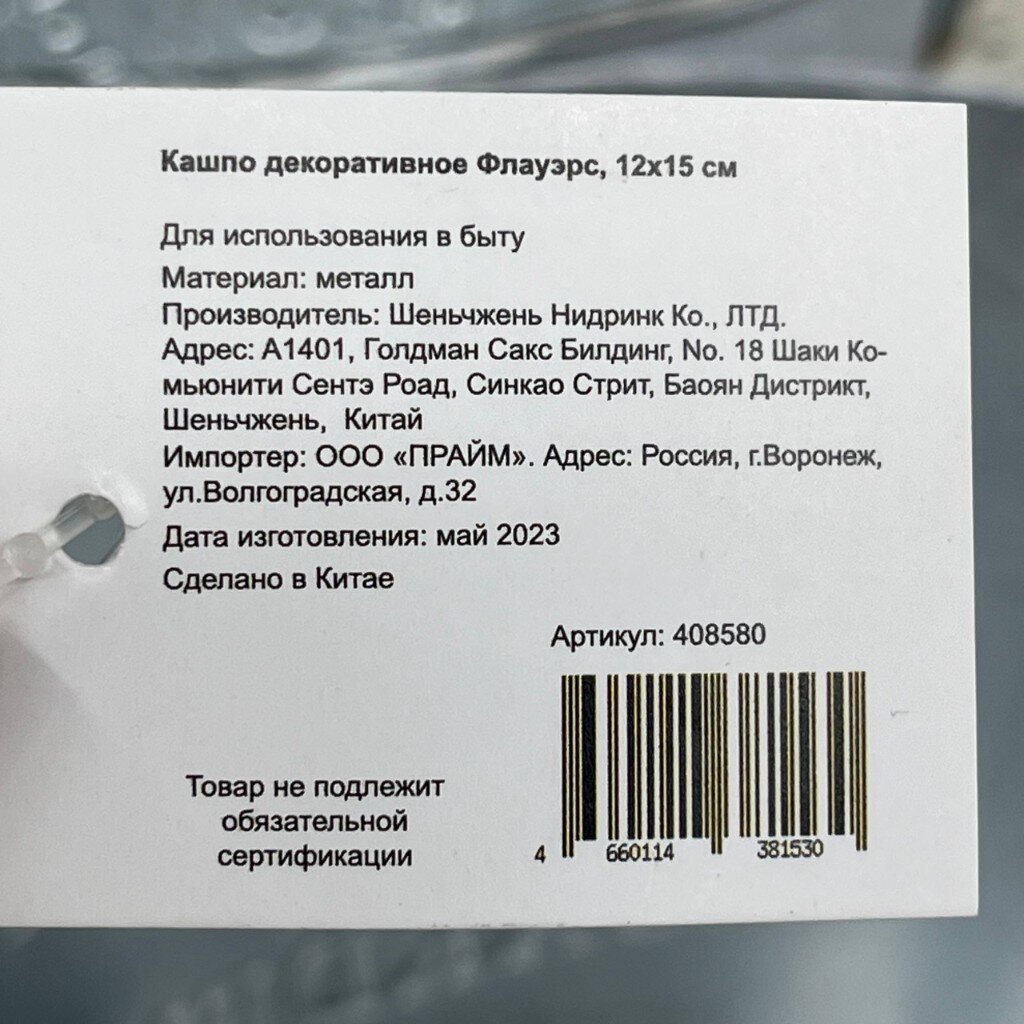 Кашпо декоративное Флауэрс, 12х15 см
Для использования в быту
Материал: металл
Производитель: Шеньчжень Нидринк Ко., ЛТД.
Адрес: А1401, Голдман Сакс Билдинг, No. 18 Шаки Ко-
мьюнити Сентэ Роад, Синкао Стрит, Баоян Дистрикт,
Шеньчжень, Китай
Импортер: ООО «ПРАЙМ». Адрес: Россия, г.Воронеж,
ул.Волгоградская, д.32
Дата изготовления: май 2023
Сделано в Китае
Артикул: 408580
Товар не подлежит
обязательной
сертификации
4 660114 381530